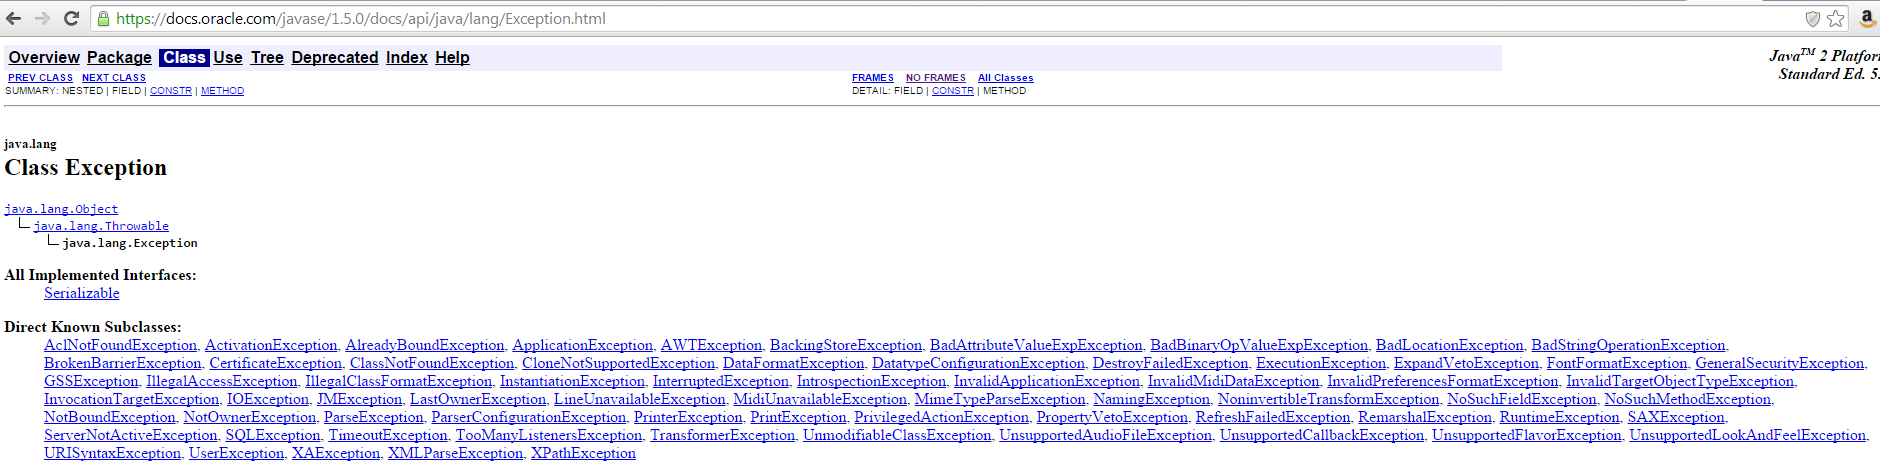 https://docs.oracle.com/javase/1.5.0/docs/api/java/lang/Exception.html
Overview Package Class Use Tree Deprecated Index Help
Java™ 2 Platfor
Standard Ed. 5.
PREV CLASS NEXT CLASS FRAMES NO FRAMES All Classes
SUMMARY: NESTED | FIELD | CONSTR | METHOD DETAIL: FIELD | CONSTR | METHOD
java.lang
Class Exception
java.lang.Object
java.lang.Throwable
java.lang.Exception
All Implemented Interfaces:
Serializable
Direct Known Subclasses:
AclNotFoundException, ActivationException, AlreadyBoundException, ApplicationException, AWTException, BackingStoreException, BadAttributeValueExpException, BadBinaryOpValueExpException, BadLocationException, BadStringOperationException,
BrokenBarrierException, CertificateException, ClassNotFoundException, CloneNotSupportedException, DataFormatException, DatatypeConfigurationException, DestroyFailedException, ExecutionException, ExpandVetoException, FontFormatException, GeneralSecurityException,
GSSException, IllegalAccessException, IllegalClassFormatException, InstantiationException, InterruptedException, IntrospectionException, InvalidApplicationException, InvalidMidiDataException, InvalidPreferencesFormatException, InvalidTargetObjectTypeException,
InvocationTargetException, IOException, JMException, LastOwnerException, LineUnavailableException, MidiUnavailableException, MimeTypeParseException, NamingException, NoninvertibleTransformException, NoSuchFieldException, NoSuchMethodException,
NotBoundException, NotOwnerException, ParseException, ParserConfigurationException, PrinterException, PrintException, PrivilegedActionException, PropertyVetoException, RefreshFailedException, RemarshalException, RuntimeException, SAXException,
ServerNotActiveException, SQLException, TimeoutException, TooManyListenersException, TransformerException, UnmodifiableClassException, UnsupportedAudioFileException, UnsupportedCallbackException, UnsupportedFlavorException, UnsupportedLookAndFeelException,
URISyntaxException, UserException, XAException, XMLParseException, XPathException